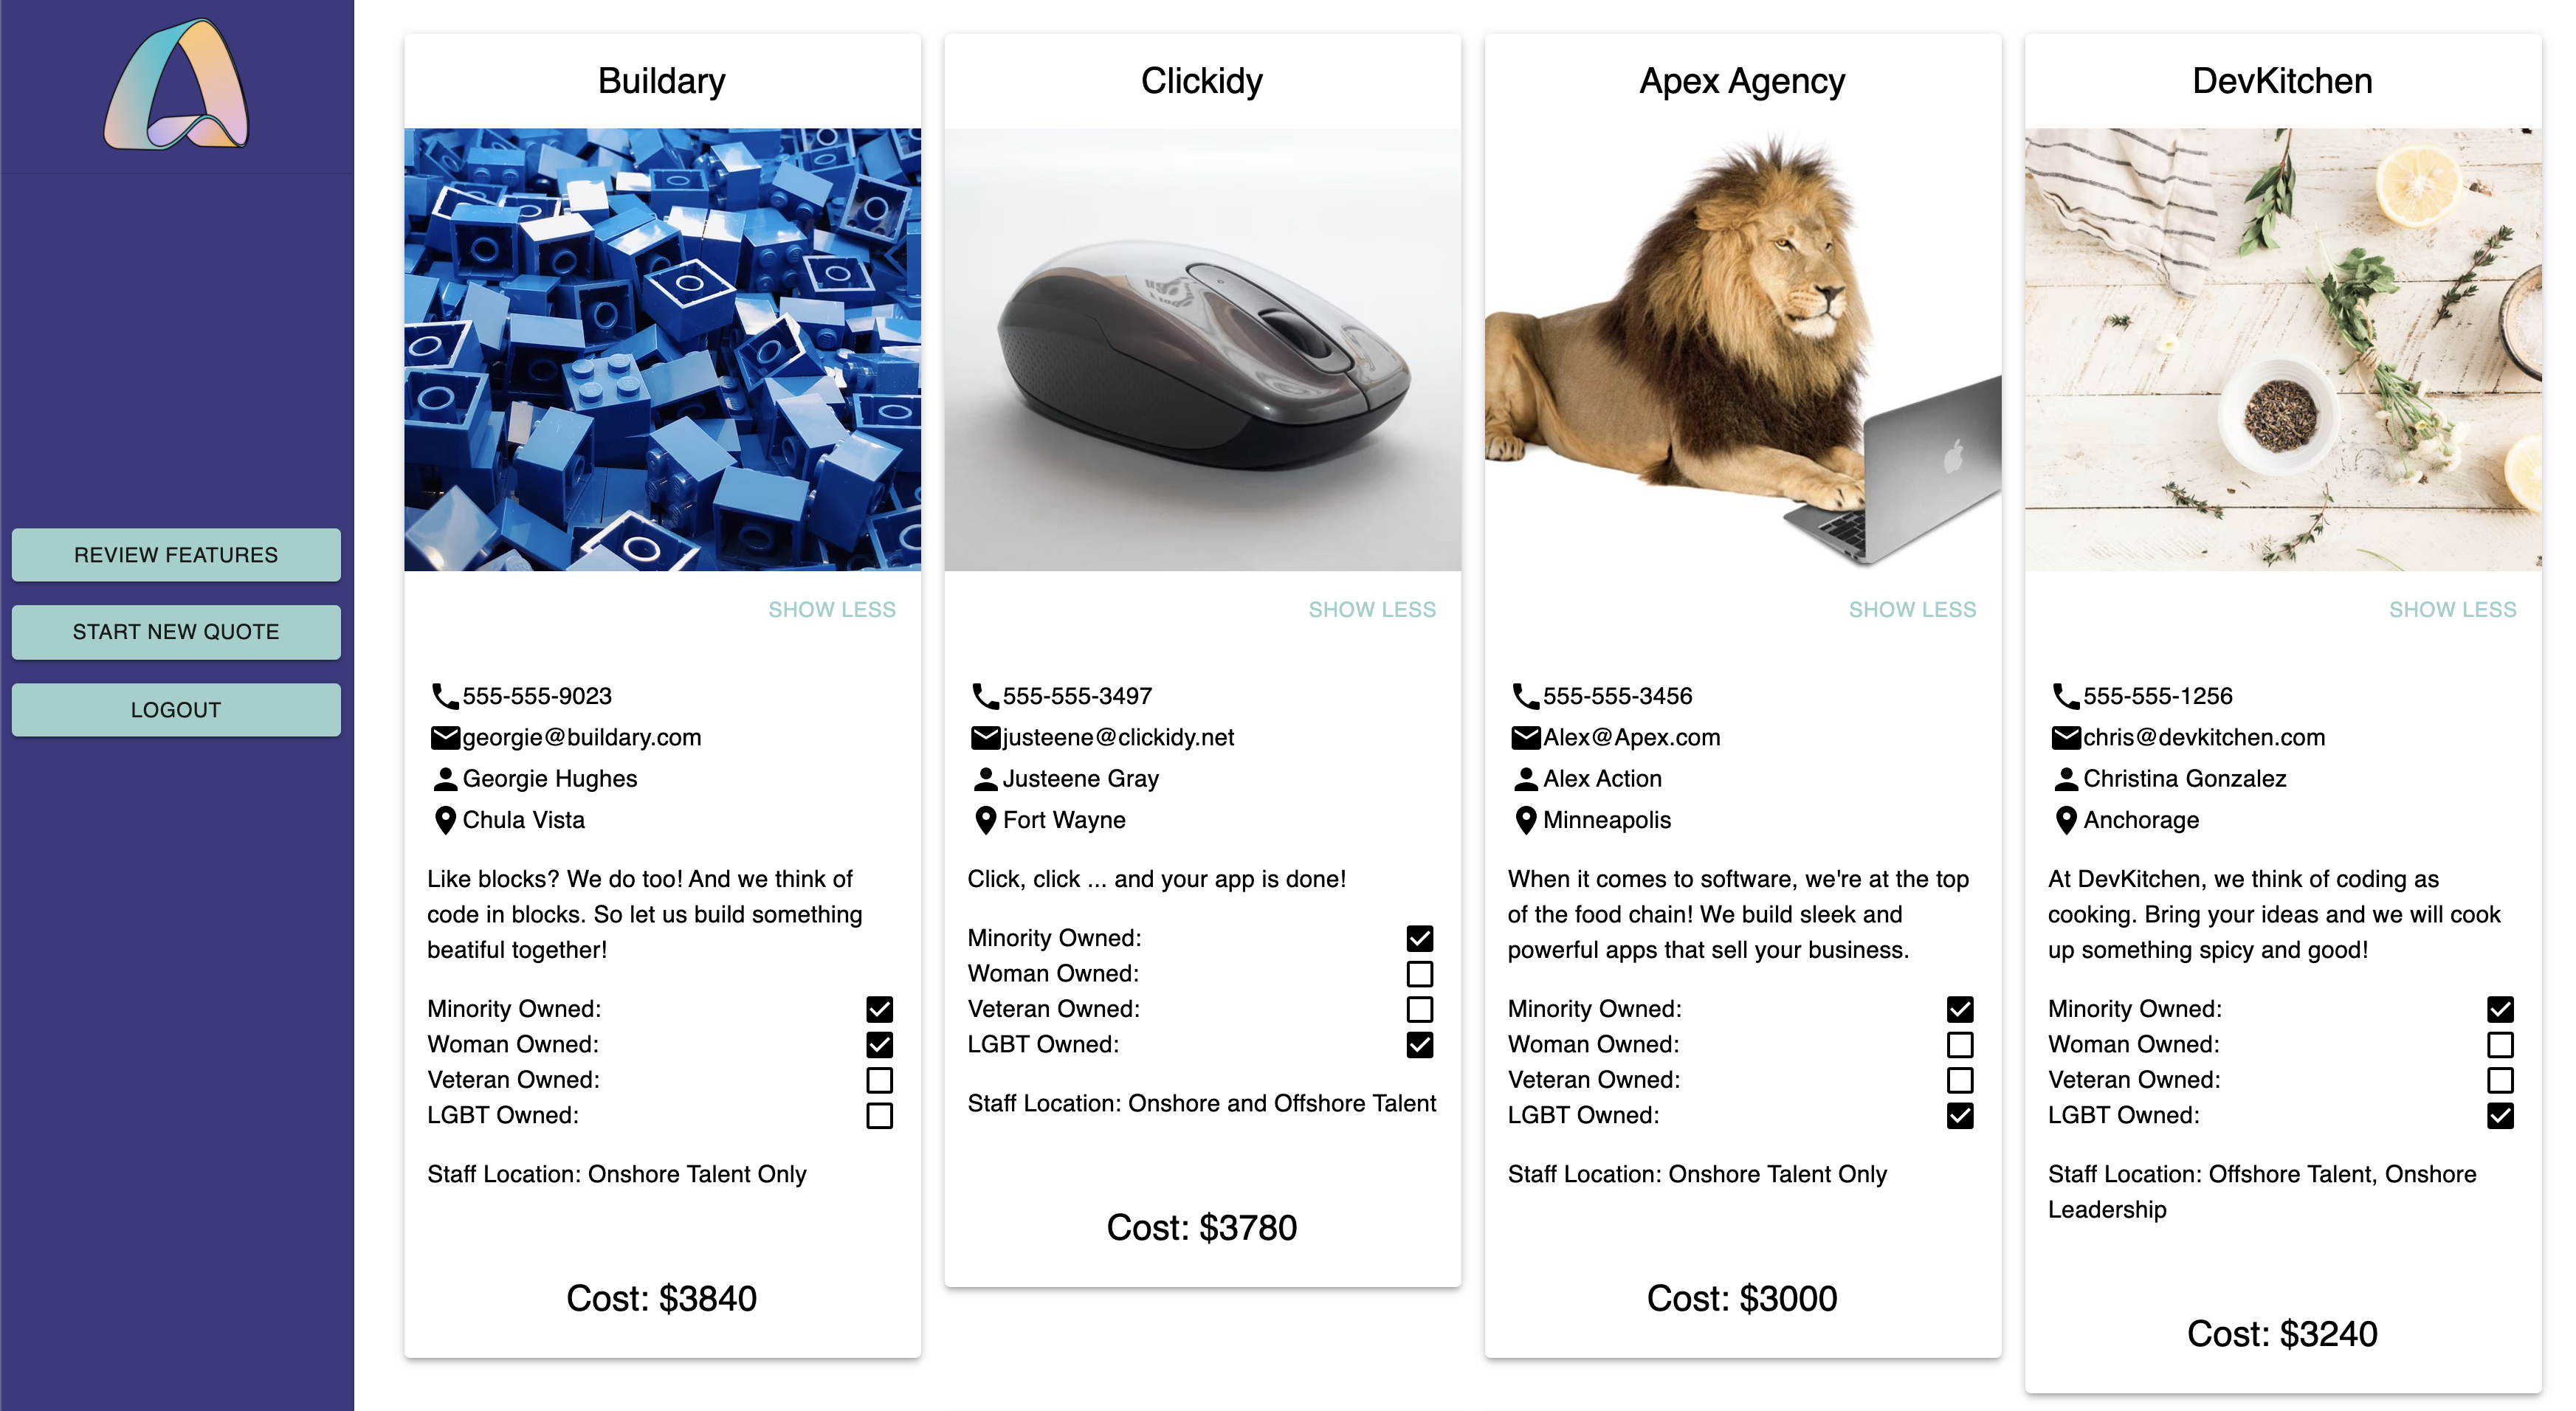 REVIEW FEATURES
START NEW QUOTE
LOGOUT
Buildary
SHOW LESS
555-555-9023
georgie@buildary.com
Georgie Hughes
Chula Vista
Like blocks? We do too! And we think of
code in blocks. So let us build something
beatiful together!
Minority Owned:
Woman Owned:
Veteran Owned:
LGBT Owned:
Staff Location: Onshore Talent Only
Cost: $3840
Clickidy
SHOW LESS
555-555-3497
justeene@clickidy.net
Justeene Gray
Fort Wayne
Click, click ... and your app is done!
Minority Owned:
Woman Owned:
Veteran Owned:
LGBT Owned:
Staff Location: Onshore and Offshore Talent
Cost: $3780
Apex Agency
SHOW LESS
555-555-3456
Alex@Apex.com
Alex Action
Minneapolis
When it comes to software, we're at the top
of the food chain! We build sleek and
powerful apps that sell your business.
Minority Owned:
Woman Owned:
Veteran Owned:
LGBT Owned:
Staff Location: Onshore Talent Only
Cost: $3000
DevKitchen
SHOW LESS
555-555-1256
chris@devkitchen.com
Christina Gonzalez
Anchorage
At DevKitchen, we think of coding as
cooking. Bring your ideas and we will cook
up something spicy and good!
Minority Owned:
Woman Owned:
Veteran Owned:
LGBT Owned:
Staff Location: Offshore Talent, Onshore
Leadership
Cost: $3240